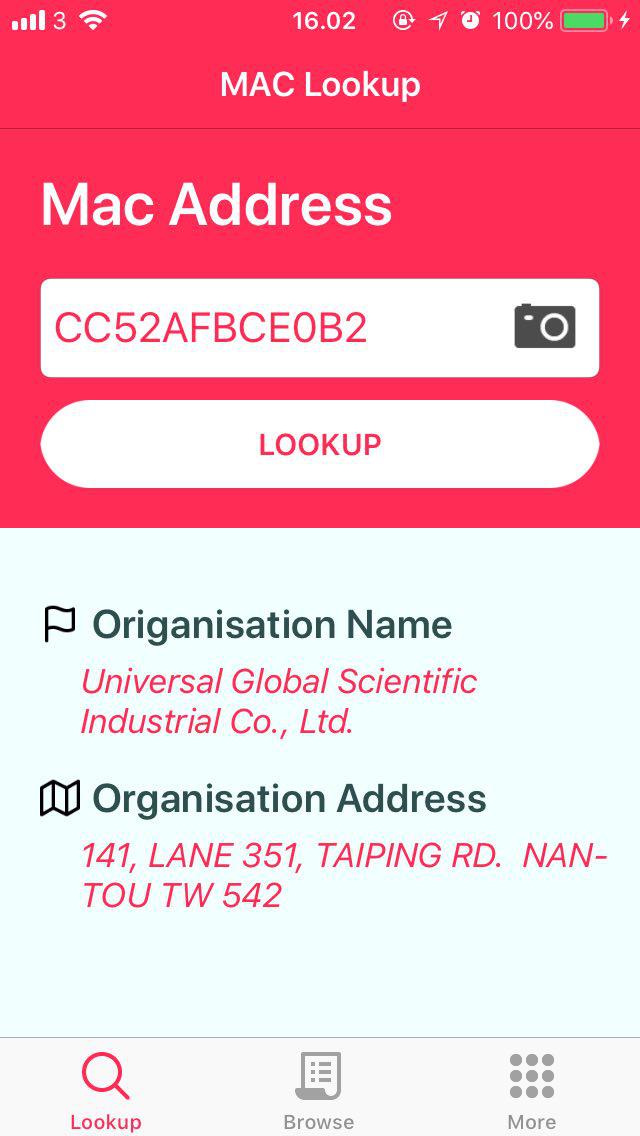 3 16.02 100%
MAC Lookup
Mac Address
CC52AFBCE0B2
LOOKUP
Origanisation Name
Universal Global Scientific
Industrial Co., Ltd.
Organisation Address
141, LANE 351, TAIPING RD.  NAN-
TOU TW 542
Lookup Browse More